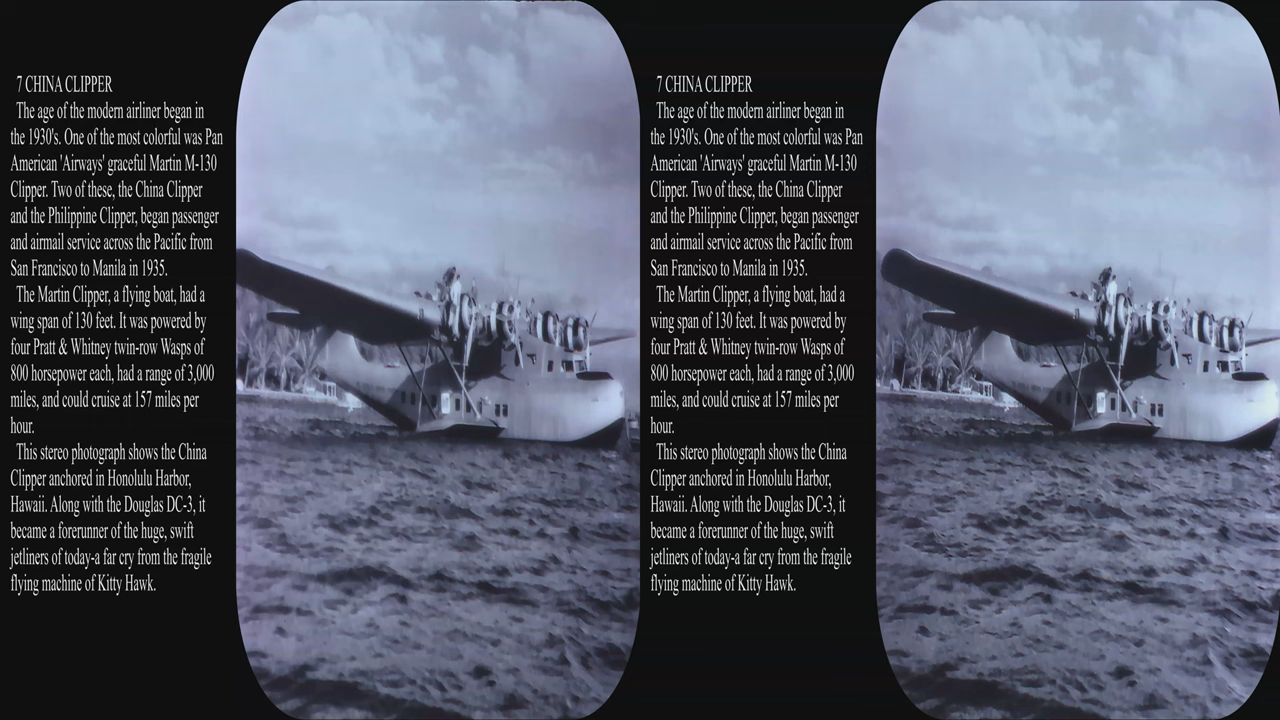 7 CHINA CLIPPER
The age of the modern airliner began in
the 1930's. One of the most colorful was Pan
American 'Airways' graceful Martin M-130
Clipper. Two of these, the China Clipper
and the Philippine Clipper, began passenger
and airmail service across the Pacific from
San Francisco to Manila in 1935.
The Martin Clipper, a flying boat, had a
wing span of 130 feet. It was powered by
four Pratt & Whitney twin-row Wasps of
800 horsepower each, had a range of 3,000
miles, and could cruise at 157 miles per
hour.
This stereo photograph shows the China
Clipper anchored in Honolulu Harbor,
Hawaii. Along with the Douglas DC-3, it
became a forerunner of the huge, swift
jetliners of today-a far cry from the fragile
flying machine of Kitty Hawk.
7 CHINA CLIPPER
The age of the modern airliner began in
the 1930's. One of the most colorful was Pan
American 'Airways' graceful Martin M-130
Clipper. Two of these, the China Clipper
and the Philippine Clipper, began passenger
and airmail service across the Pacific from
San Francisco to Manila in 1935.
The Martin Clipper, a flying boat, had a
wing span of 130 feet. It was powered by
four Pratt & Whitney twin-row Wasps of
800 horsepower each, had a range of 3,000
miles, and could cruise at 157 miles per
hour.
This stereo photograph shows the China
Clipper anchored in Honolulu Harbor,
Hawaii. Along with the Douglas DC-3, it
became a forerunner of the huge, swift
jetliners of today-a far cry from the fragile
flying machine of Kitty Hawk.